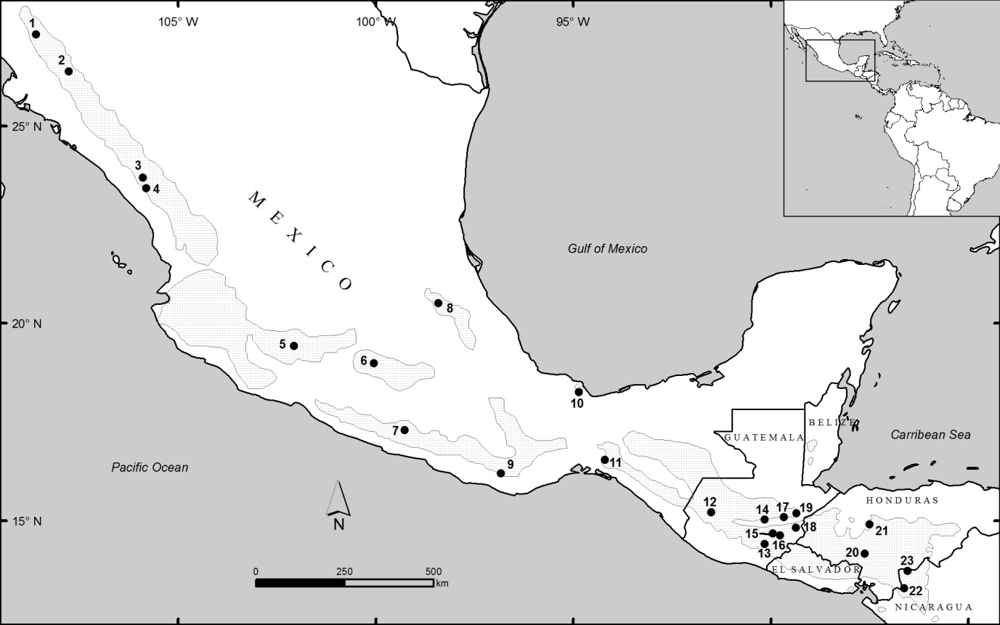 105° W
100° W
95° W
1
2
25° N
3
4
MEXICO
Gulf of Mexico
20° N
8
5
6
10
7
BELIZE
GUATEMALA
Carribean Sea
Pacific Ocean
9
11
N
15° N
12
14
17
19
HONDURAS
15
16
18
13
21
20
EL SALVADOR
23
22
NICARAGUA
0
250
500
km